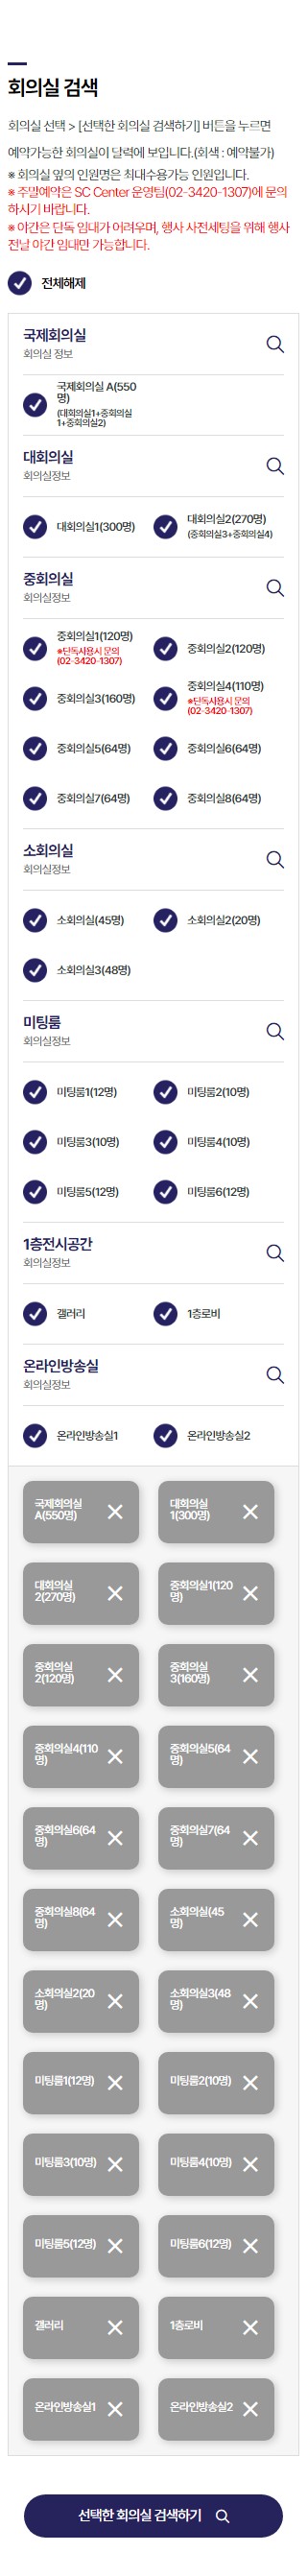 회의실 검색
회의실 선택 > [선택한 회의실 검색하기] 버튼을 누르면
예약가능한 회의실이 달력에 보입니다.(회색 : 예약불가)
※ 회의실 옆의 인원명은 최대수용가능 인원입니다.
※ 주말예약은 SC Center 운영팀(02-3420-1307)에 문의
하시기 바랍니다.
※ 야간은 단독 임대가 어려우며, 행사 사전세팅을 위해 행사
전날 야간 임대만 가능합니다.
전체해제
국제회의실
회의실 정보
국제회의실 A(550
명)
(대회의실1+중회의실
1+중회의실2)
대회의실
회의실정보
대회의실1(300명)
대회의실2(270명)
(중회의실3+중회의실4)
중회의실
회의실정보
중회의실1(120명)
※단독사용시 문의
(02-3420-1307)
중회의실2(120명)
중회의실3(160명)
중회의실4(110명)
※단독사용시 문의
(02-3420-1307)
중회의실5(64명)
중회의실6(64명)
중회의실7(64명)
중회의실8(64명)
소회의실
회의실정보
소회의실(45명)
소회의실2(20명)
소회의실3(48명)
미팅룸
회의실정보
미팅룸1(12명)
미팅룸2(10명)
미팅룸3(10명)
미팅룸4(10명)
미팅룸5(12명)
미팅룸6(12명)
1층전시공간
회의실정보
갤러리
1층로비
온라인방송실
회의실정보
온라인방송실1
온라인방송실2
국제회의실
A(550명)
대회의실
1(300명)
대회의실
2(270명)
중회의실1(120
명)
중회의실
2(120명)
중회의실
3(160명)
중회의실4(110
명)
중회의실5(64
명)
중회의실6(64
명)
중회의실7(64
명)
중회의실8(64
명)
소회의실(45
명)
소회의실2(20
명)
소회의실3(48
명)
미팅룸1(12명)
미팅룸2(10명)
미팅룸3(10명)
미팅룸4(10명)
미팅룸5(12명)
미팅룸6(12명)
갤러리
1층로비
온라인방송실1
온라인방송실2
선택한 회의실 검색하기